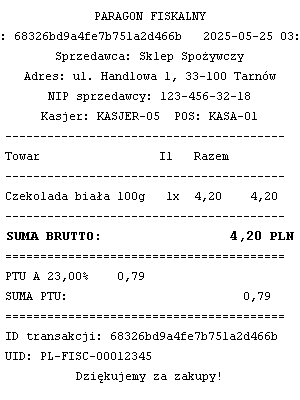 PARAGON FISKALNY
: 68326bd9a4fe7b751a2d466b 2025-05-25 03:
Sprzedawca: Sklep Spożywczy
Adres: ul. Handlowa 1, 33-100 Tarnów
NIP sprzedawcy: 123-456-32-18
Kasjer: KASJER-05 POS: KASA-01
----------------------------------------
Towar Il Razem
----------------------------------------
Czekolada biała 100g 1x 4,20 4,20
----------------------------------------
SUMA BRUTTO: 4,20 PLN
========================================
PTU A 23,00% 0,79
SUMA PTU: 0,79
========================================
ID transakcji: 68326bd9a4fe7b751a2d466b
UID: PL-FISC-00012345
Dziękujemy za zakupy!